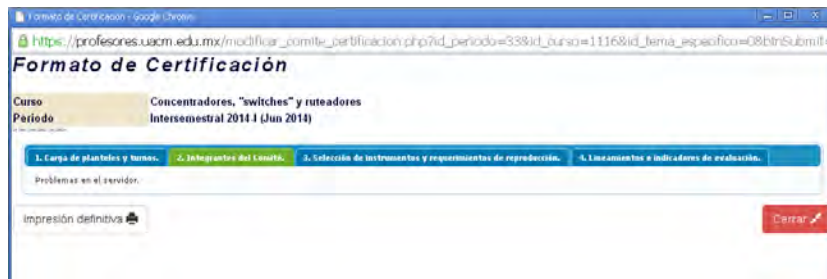 Formato de Certificación - Google Chrome
https://profesores.uacm.edu.mx/modificar_comite_certificacion.php?id_periodo=33&id_curso=1116&id_tema_especifico=0&btnSubmit=
Formato de Certificación
Curso Concentradores, "switches" y ruteadores
Periodo Intersemestral 2014-I (Jun 2014)
1. Carga de planteles y turnos. 2. Integrantes del Comité. 3. Selección de instrumentos y requerimientos de reproducción. 4. Lineamientos e indicadores de evaluación.
Problemas en el servidor.
Impresión definitiva Cerrar